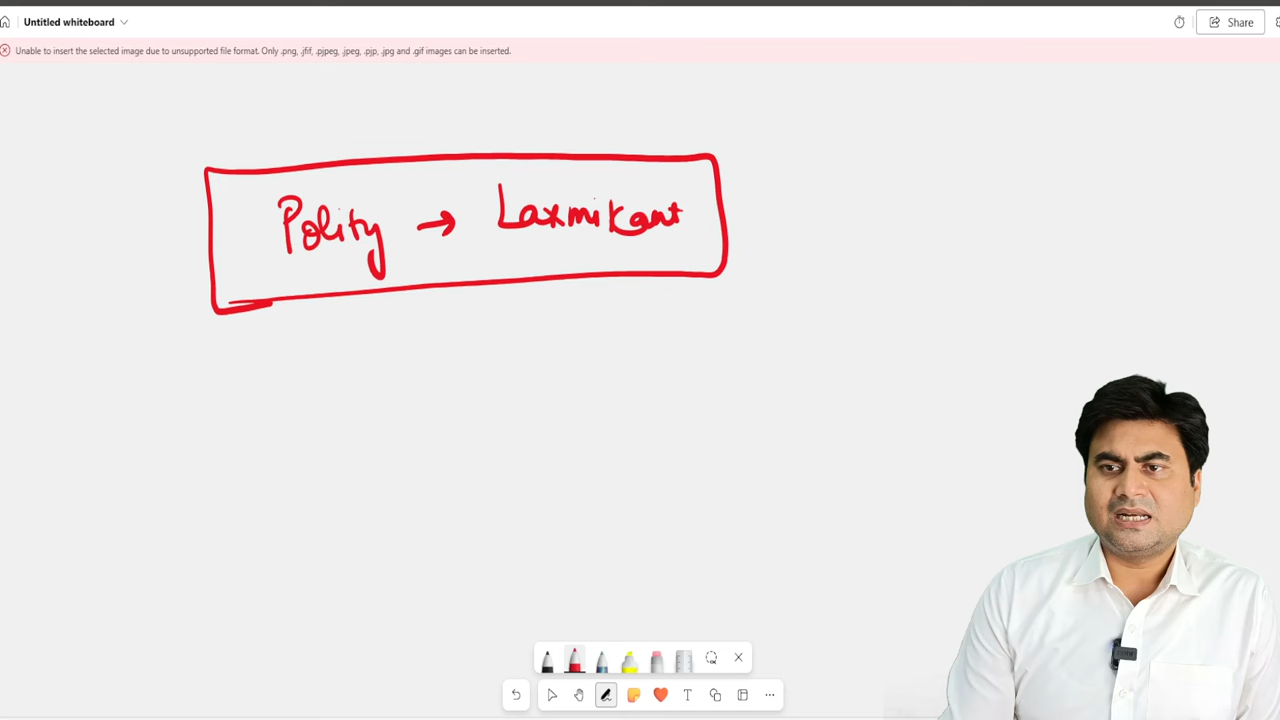 Untitled whiteboard
Share
Unable to insert the selected image due to unsupported file format. Only .png, .jfif, .pjpeg, .jpeg, .pjp, .jpg and .gif images can be inserted.
Polity → Laxmikant
T